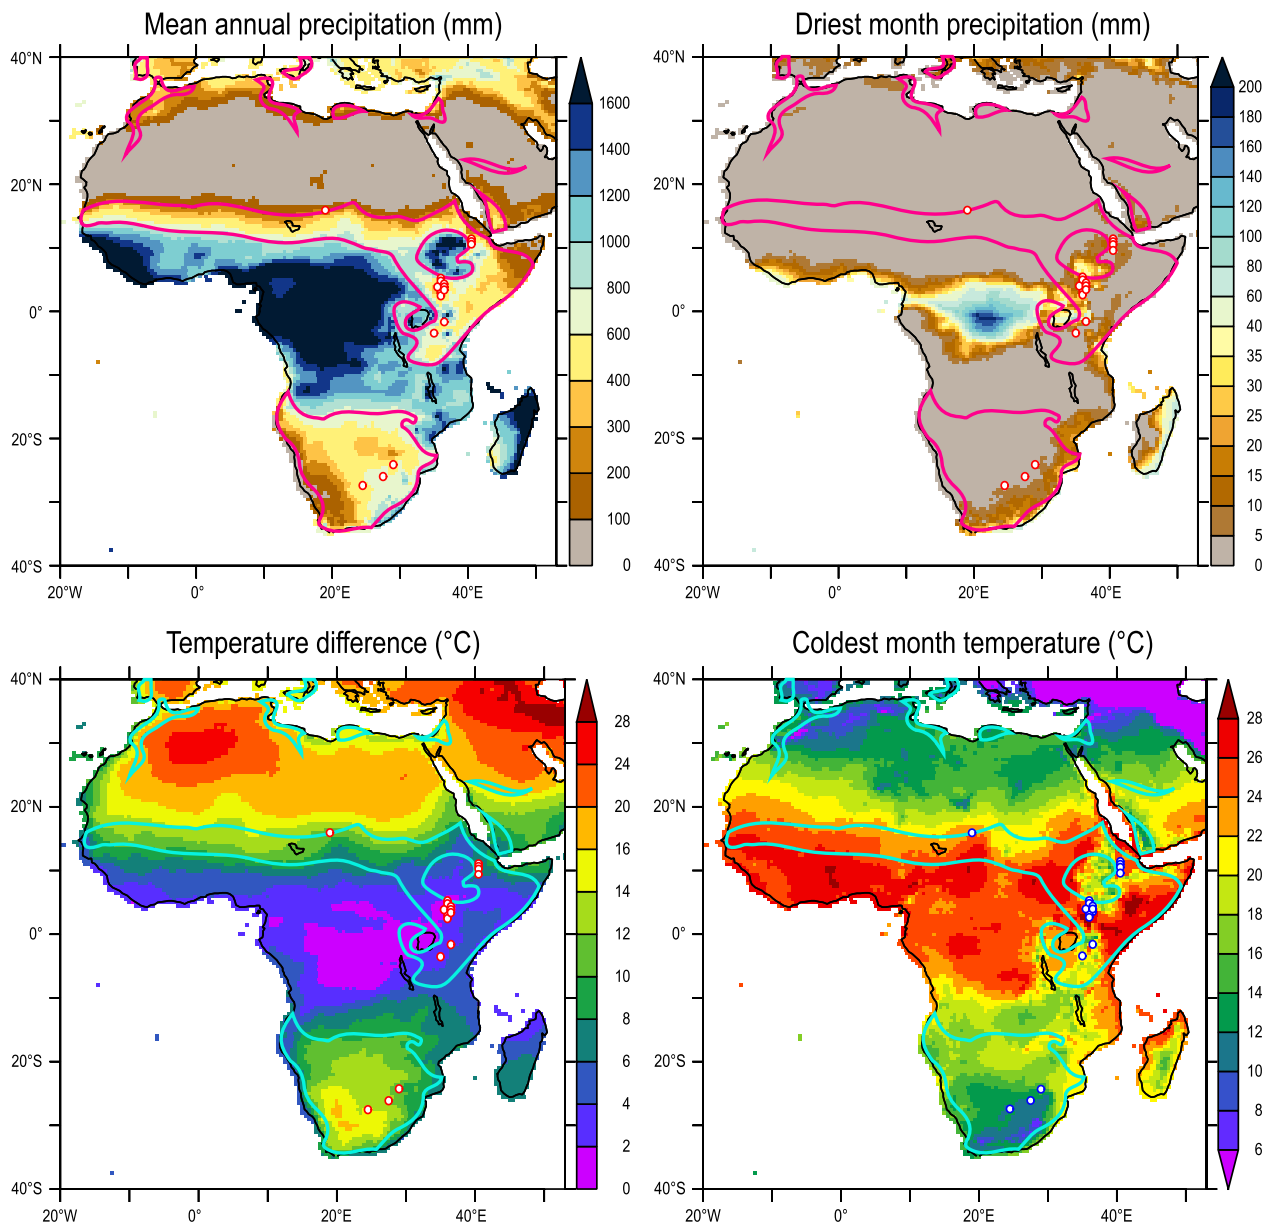 Mean annual precipitation (mm)
Driest month precipitation (mm)
40°N
20°N
0°
20°S
40°S
20°W
0°
20°E
40°E
1600
1400
1200
1000
800
600
400
300
200
100
0
40°N
20°N
0°
20°S
40°S
20°W
0°
20°E
40°E
200
180
160
140
120
100
80
60
40
35
30
25
20
15
10
5
0
Temperature difference (°C)
Coldest month temperature (°C)
40°N
20°N
0°
20°S
40°S
20°W
0°
20°E
40°E
28
24
20
16
14
12
10
8
6
4
2
0
40°N
20°N
0°
20°S
40°S
20°W
0°
20°E
40°E
28
26
24
22
20
18
16
14
12
10
8
6